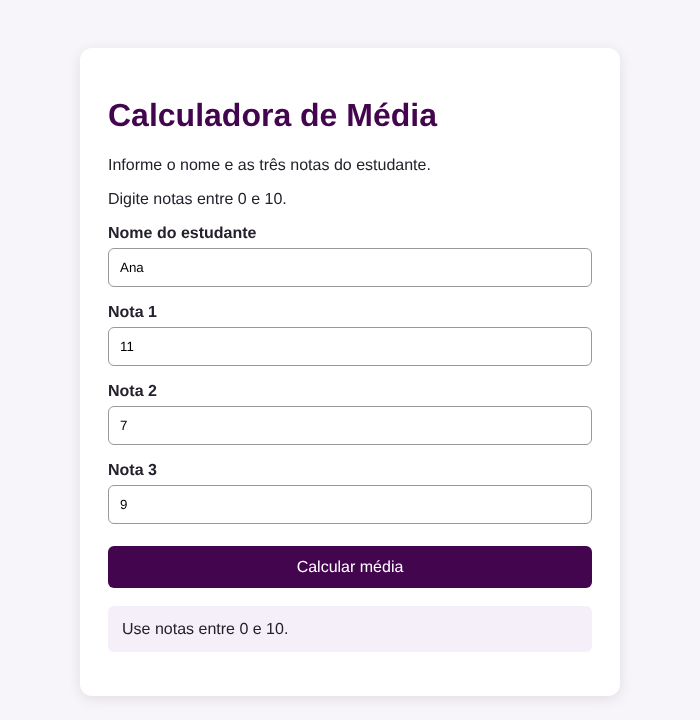 Calculadora de Média
Informe o nome e as três notas do estudante.
Digite notas entre 0 e 10.
Nome do estudante
Ana
Nota 1
11
Nota 2
7
Nota 3
9
Calcular média
Use notas entre 0 e 10.